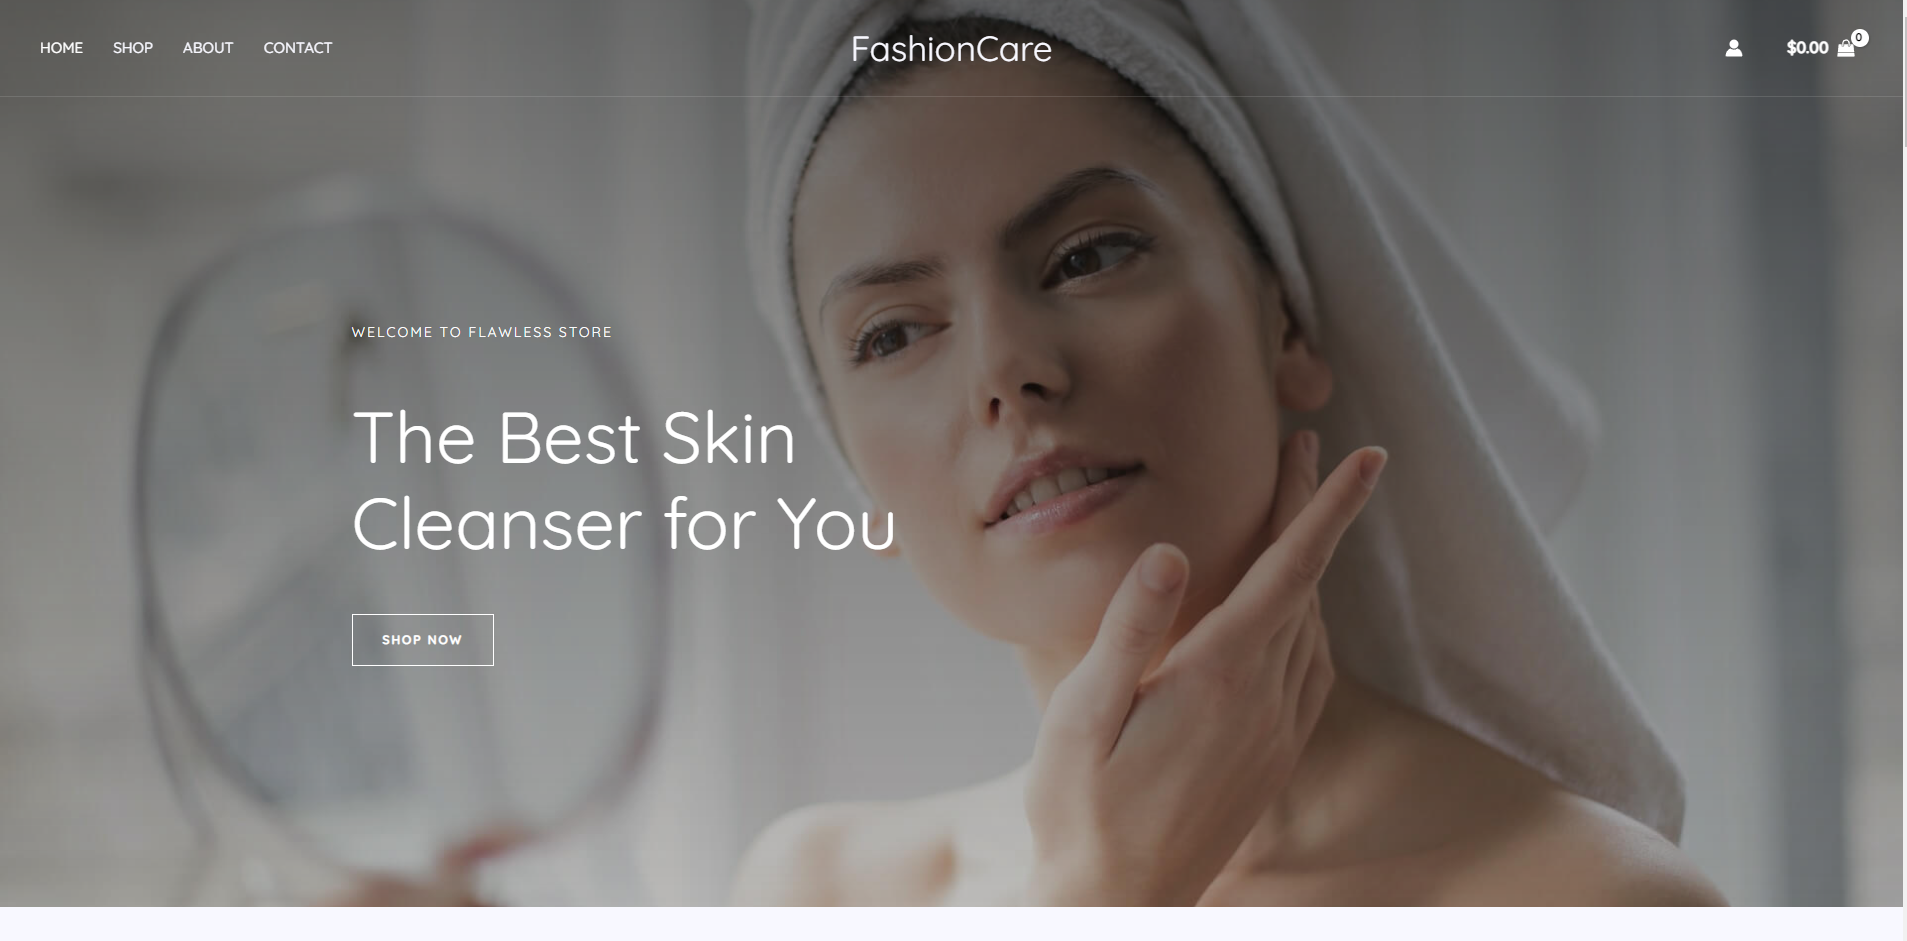 HOME SHOP ABOUT CONTACT
FashionCare
$0.00 0
WELCOME TO FLAWLESS STORE
The Best Skin
Cleanser for You
SHOP NOW